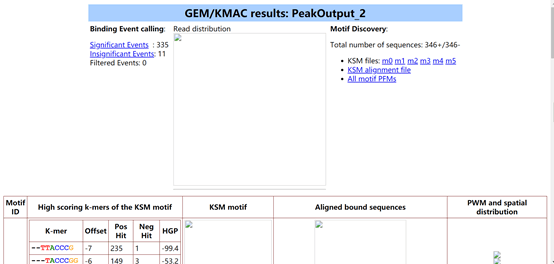 GEM/KMAC results: PeakOutput_2
Binding Event calling:
Significant Events : 335
Insignificant Events: 11
Filtered Events: 0
Read distribution
Motif Discovery:
Total number of sequences: 346+/346-
• KSM files: m0 m1 m2 m3 m4 m5
• KSM alignment file
• All motif PFMs
Motif ID
High scoring k-mers of the KSM motif
KSM motif
Aligned bound sequences
PWM and spatial distribution
K-mer Offset Pos Hit Neg Hit HGP
--TTACCCG -7 235 1 -99.4
---TACCCGG -6 149 3 -53.2